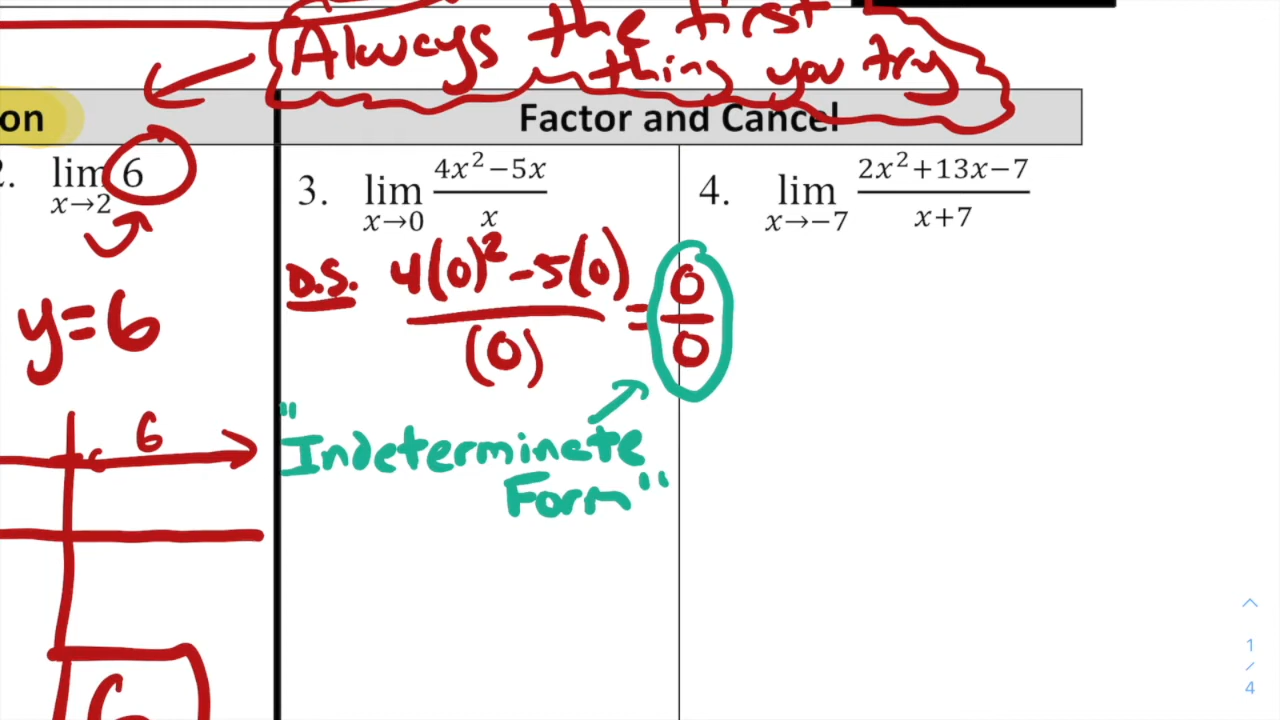 Always the first
thing you try
on
Factor and Cancel
2. lim x→2 6
3. lim x→0 (4x² − 5x)/x
4. lim x→−7 (2x² + 13x − 7)/(x + 7)
D.S. (4(0)² − 5(0))/(0) = 0/0
y = 6
"Indeterminate
Form"
6
6
1
/
4